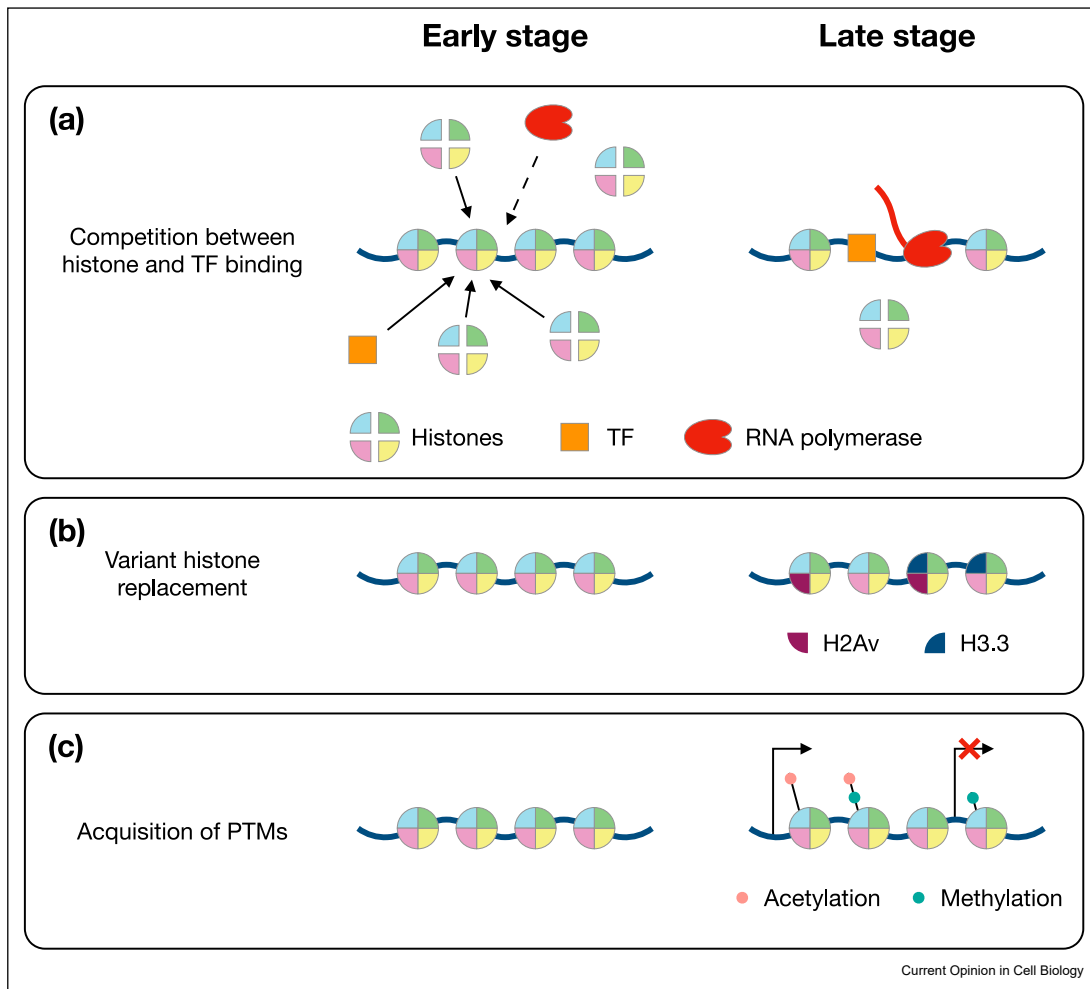 Early stage
Late stage
(a)
Competition between
histone and TF binding
Histones
TF
RNA polymerase
(b)
Variant histone
replacement
H2Av
H3.3
(c)
Acquisition of PTMs
Acetylation
Methylation
Current Opinion in Cell Biology